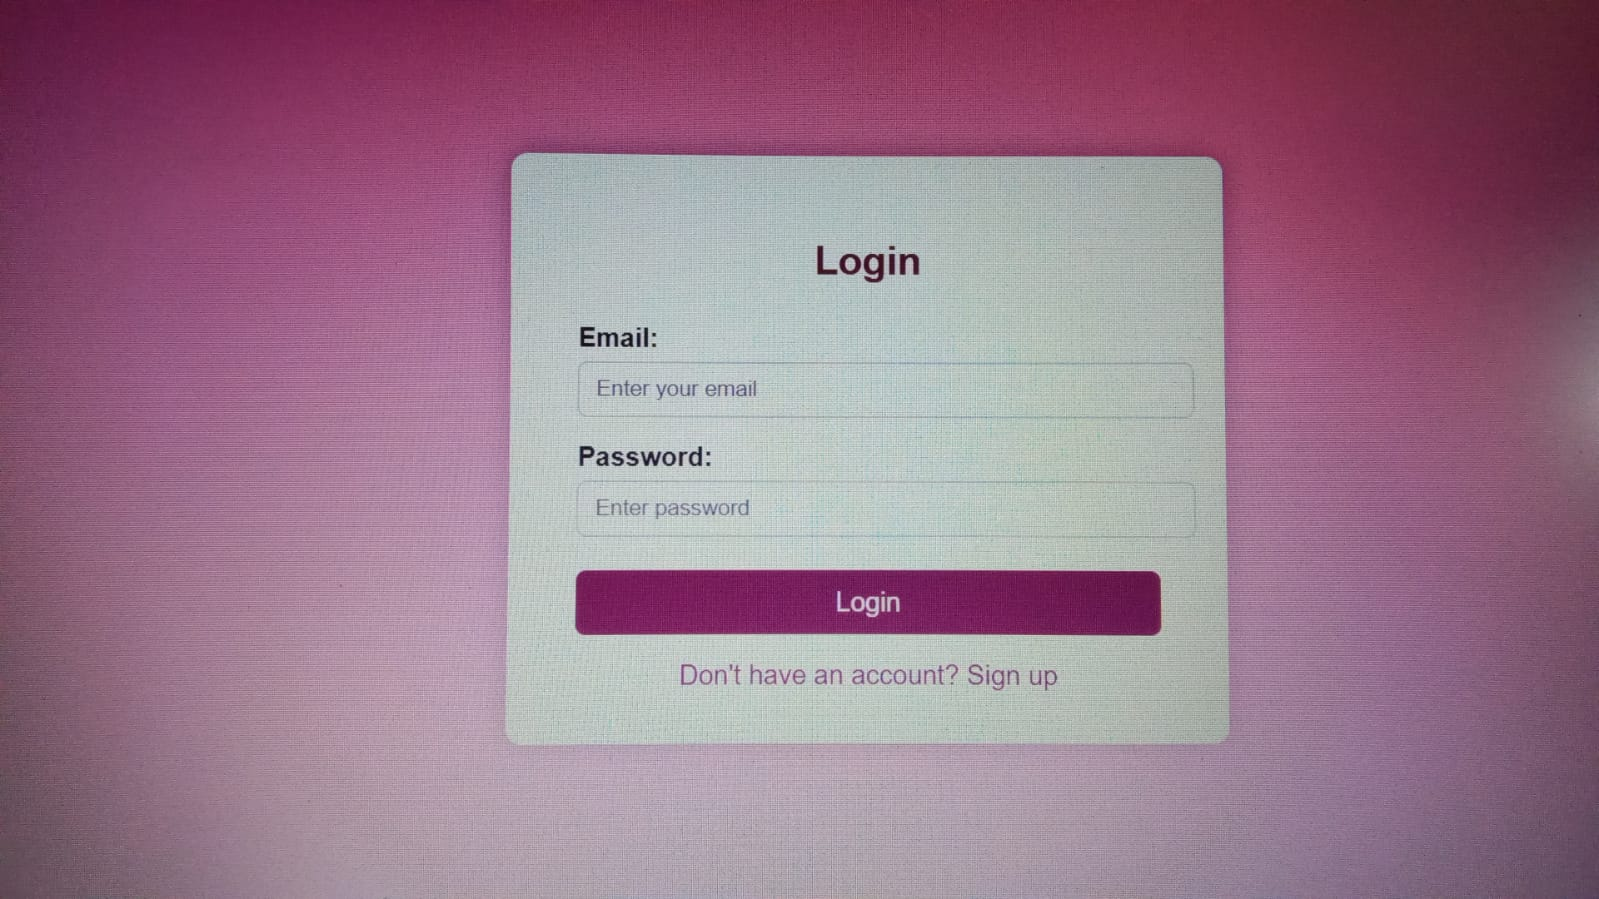 Login
Email:
Enter your email
Password:
Enter password
Login
Don't have an account? Sign up